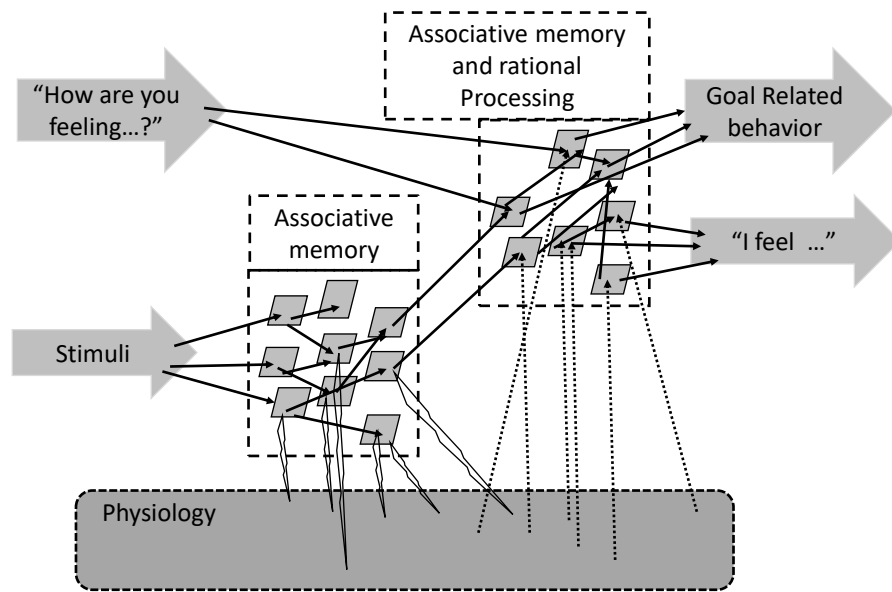 Associative memory
and rational
Processing
“How are you
feeling...?”
Goal Related
behavior
Associative
memory
“I feel ...”
Stimuli
Physiology